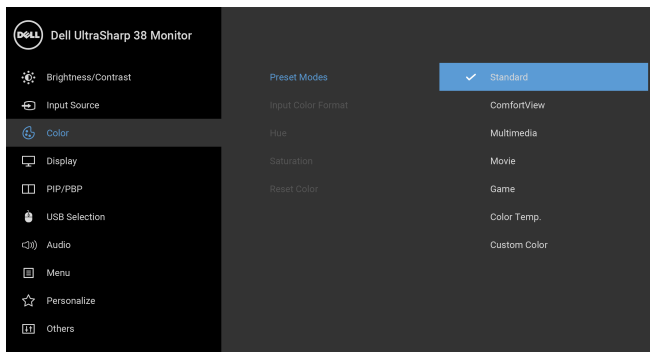 DELL Dell UltraSharp 38 Monitor
Brightness/Contrast Preset Modes Standard
Input Source Input Color Format ComfortView
Color Hue Multimedia
Display Saturation Movie
PIP/PBP Reset Color Game
USB Selection Color Temp.
Audio Custom Color
Menu
Personalize
Others